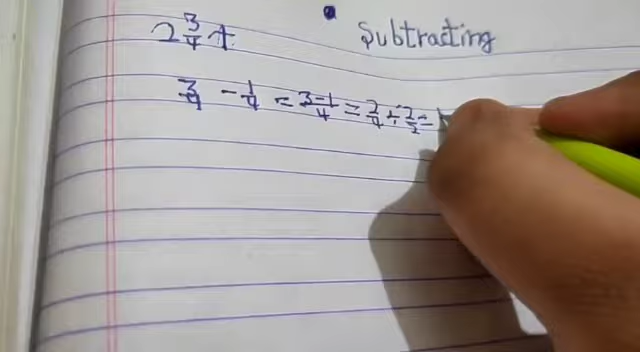 • Subtracting
2 3/4 +
3/4 - 1/4 = 3-1/4 = 2/4 ÷ 2/2 = 1